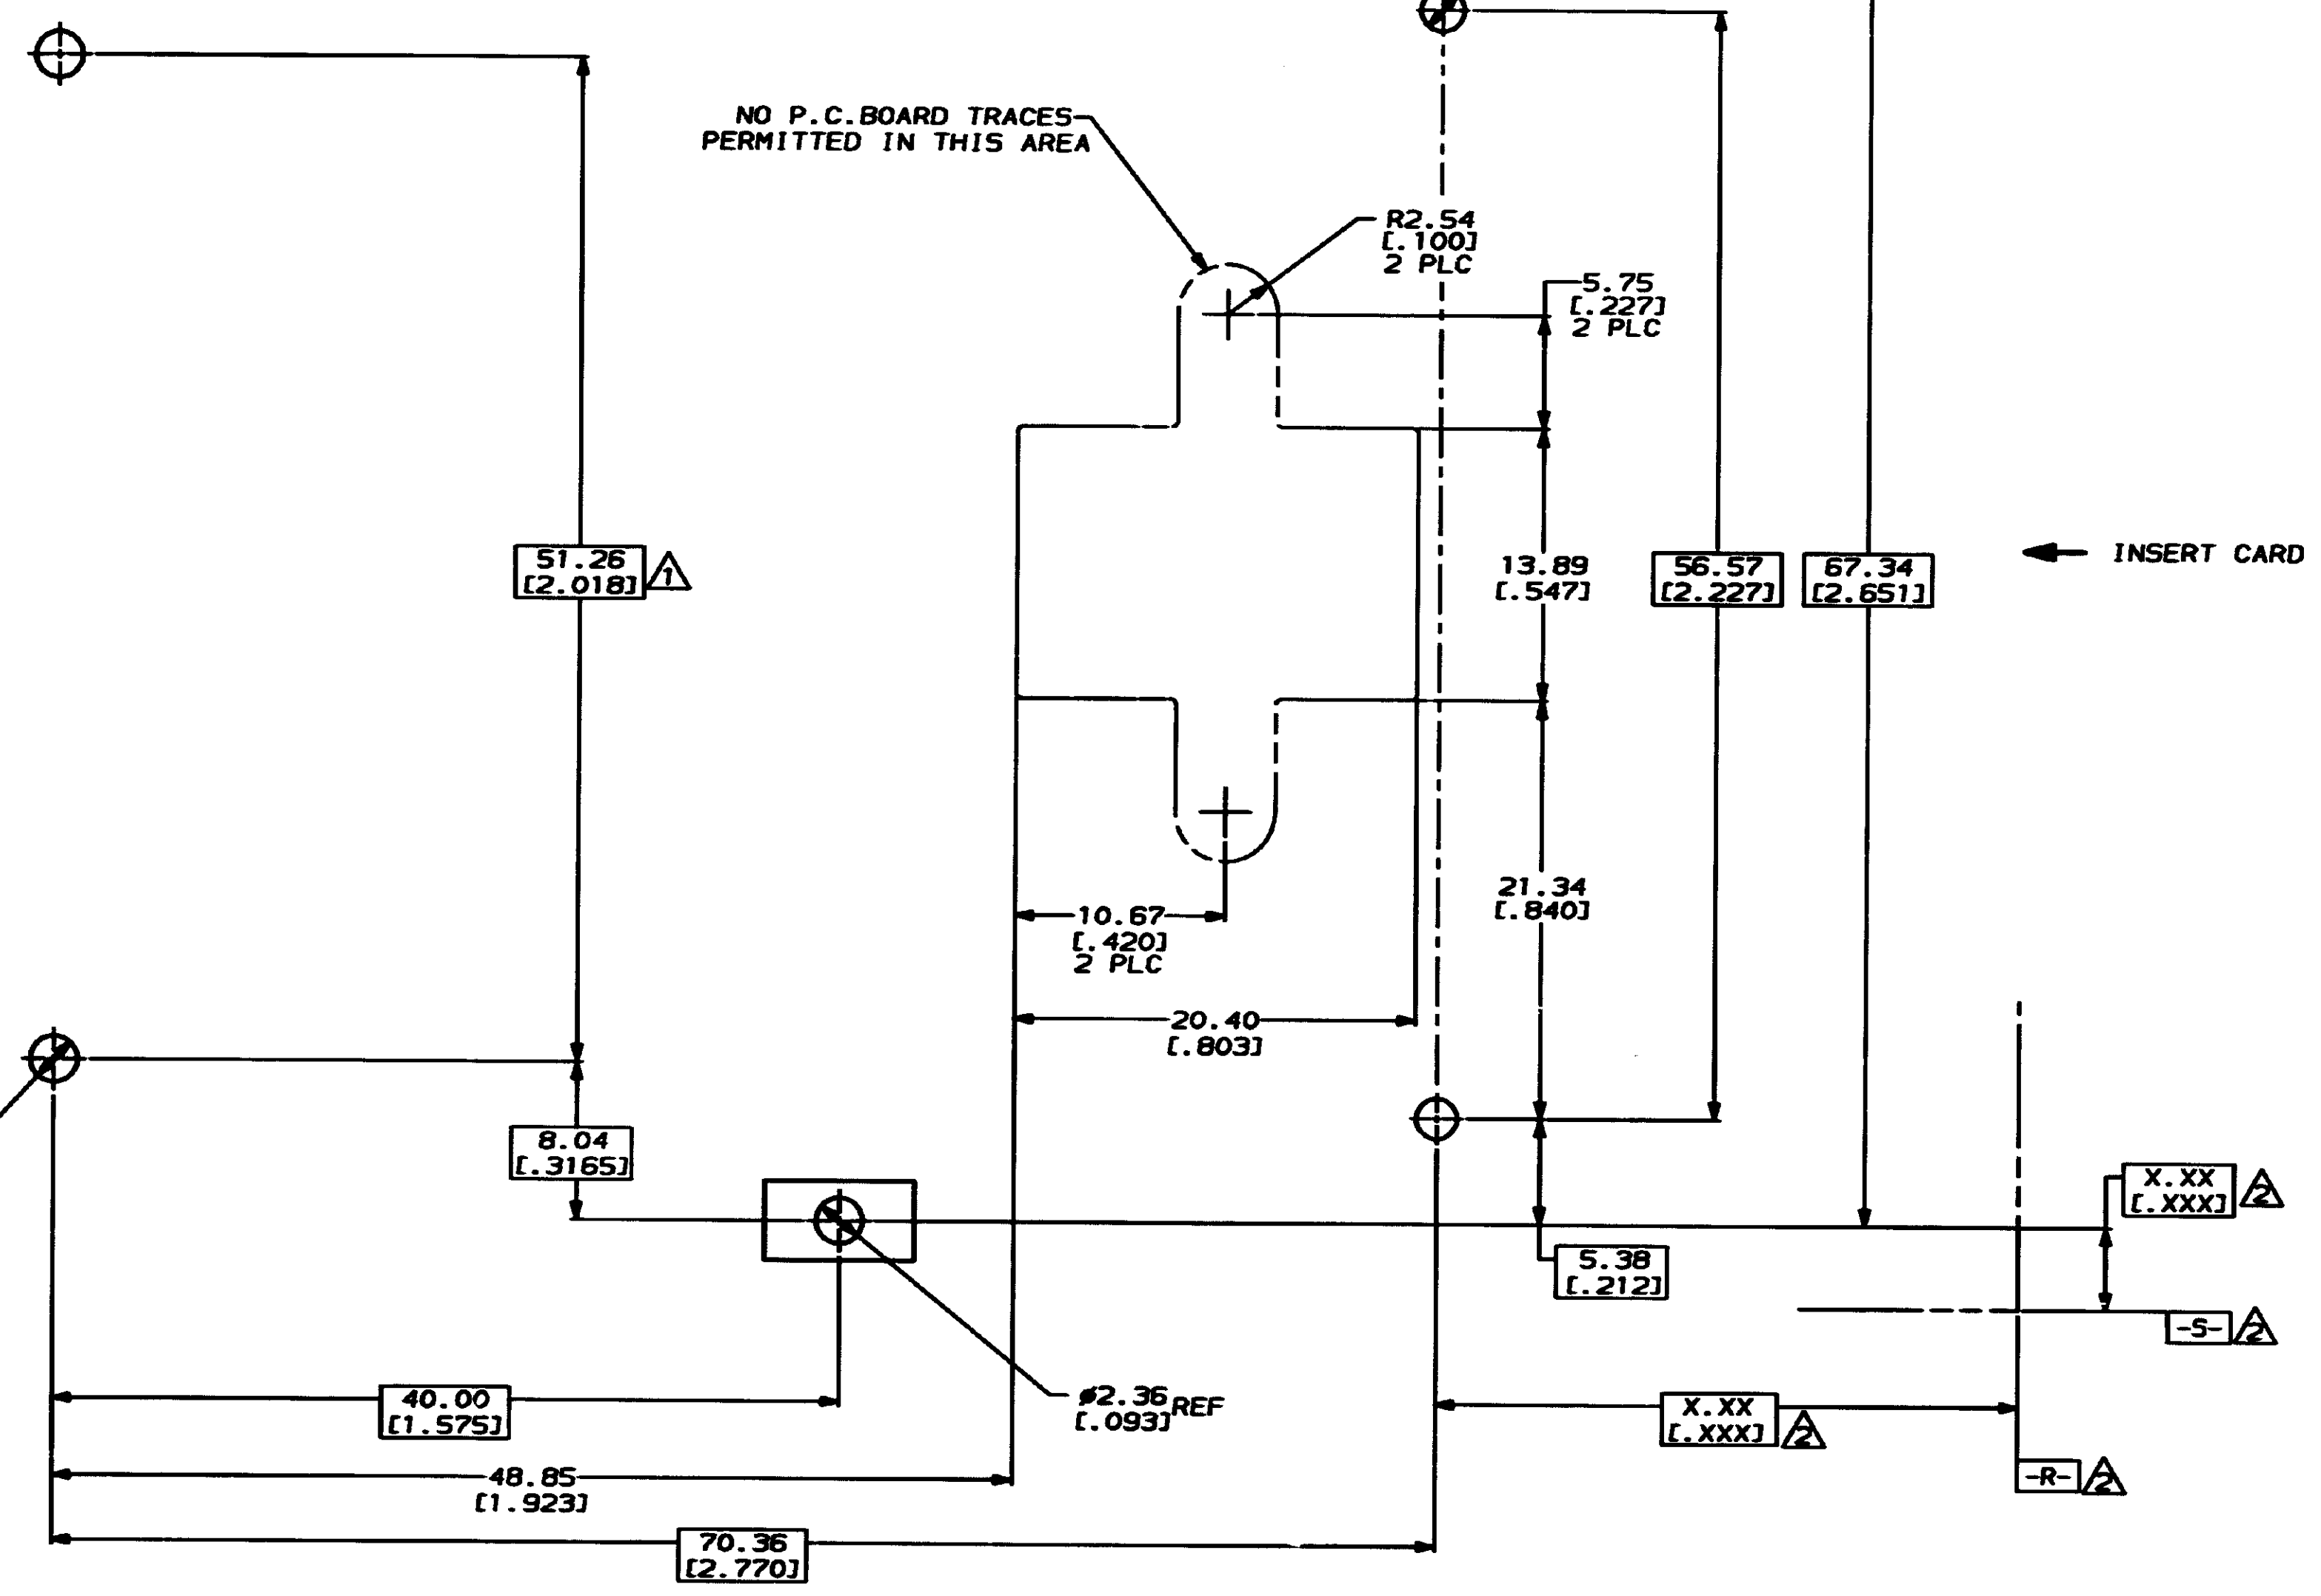 NO P.C.BOARD TRACES
PERMITTED IN THIS AREA
R2.54
[.100]
2 PLC
5.75
[.227]
2 PLC
51.26
[2.018]
1
13.89
[.547]
56.57
[2.227]
67.34
[2.651]
INSERT CARD
21.34
[.840]
10.67
[.420]
2 PLC
20.40
[.803]
8.04
[.3165]
X.XX
[.XXX]
2
5.38
[.212]
-S-
2
40.00
[1.575]
ø2.36 REF
[.093]
X.XX
[.XXX]
2
48.85
[1.923]
-R-
2
70.36
[2.770]